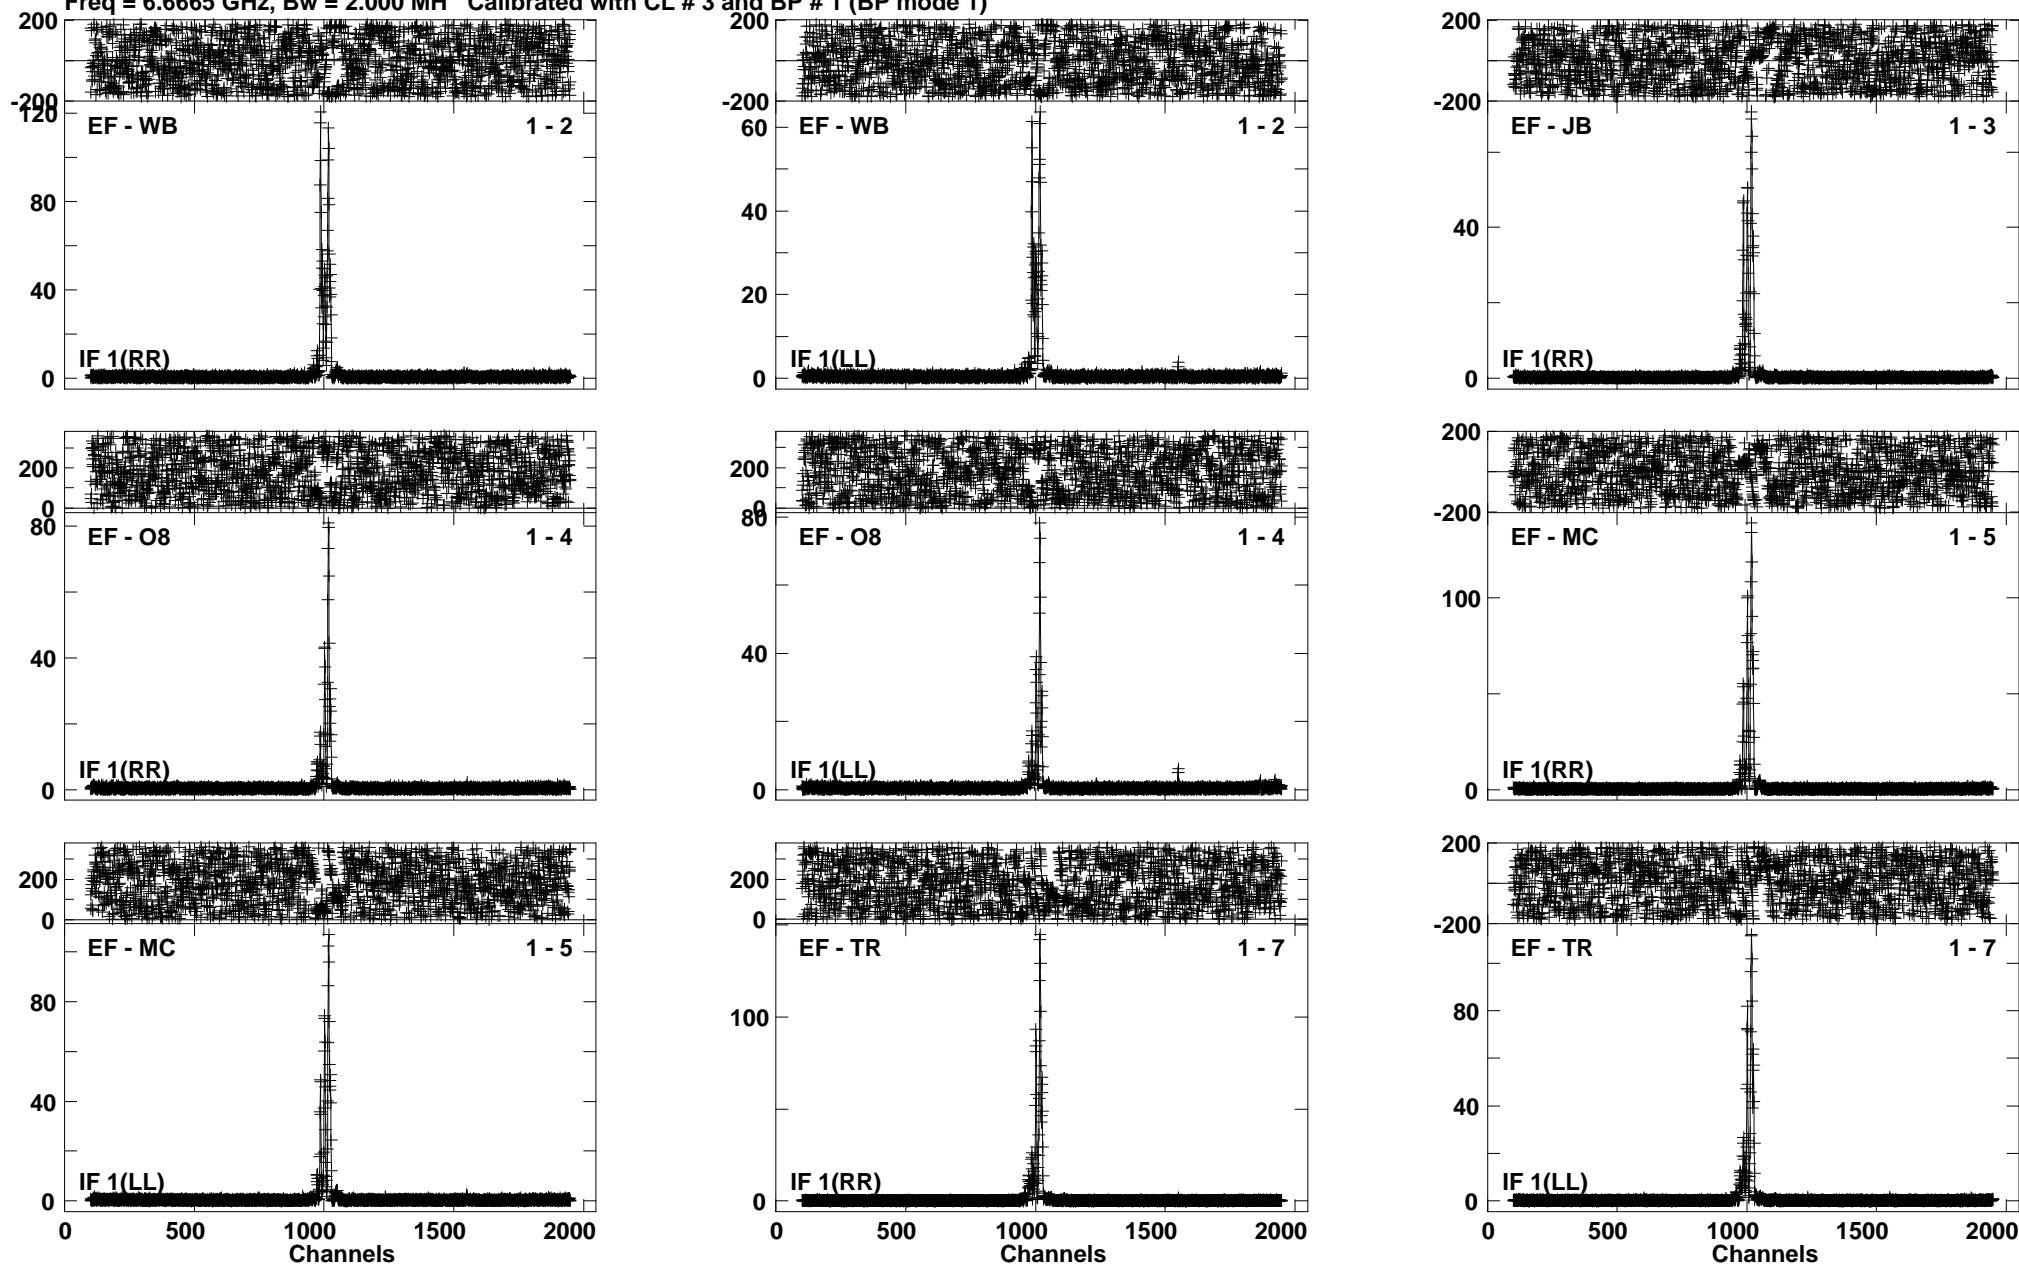 Freq = 6.6665 GHz, Bw = 2.000 MH Calibrated with CL # 3 and BP # 1 (BP mode 1)
200
-200
200
-200
200
-200
EF - WB 1 - 2
EF - WB 1 - 2
EF - JB 1 - 3
120
80
40
0
60
40
20
0
40
0
IF 1(RR)
IF 1(LL)
IF 1(RR)
200
0
200
0
200
-200
EF - O8 1 - 4
EF - O8 1 - 4
EF - MC 1 - 5
80
40
0
80
40
0
100
0
IF 1(RR)
IF 1(LL)
IF 1(RR)
200
0
200
0
200
-200
EF - MC 1 - 5
EF - TR 1 - 7
EF - TR 1 - 7
80
40
0
100
0
80
40
0
IF 1(LL)
IF 1(RR)
IF 1(LL)
0 500 1000 1500 2000
0 500 1000 1500 2000
0 500 1000 1500 2000
Channels
Channels
Channels